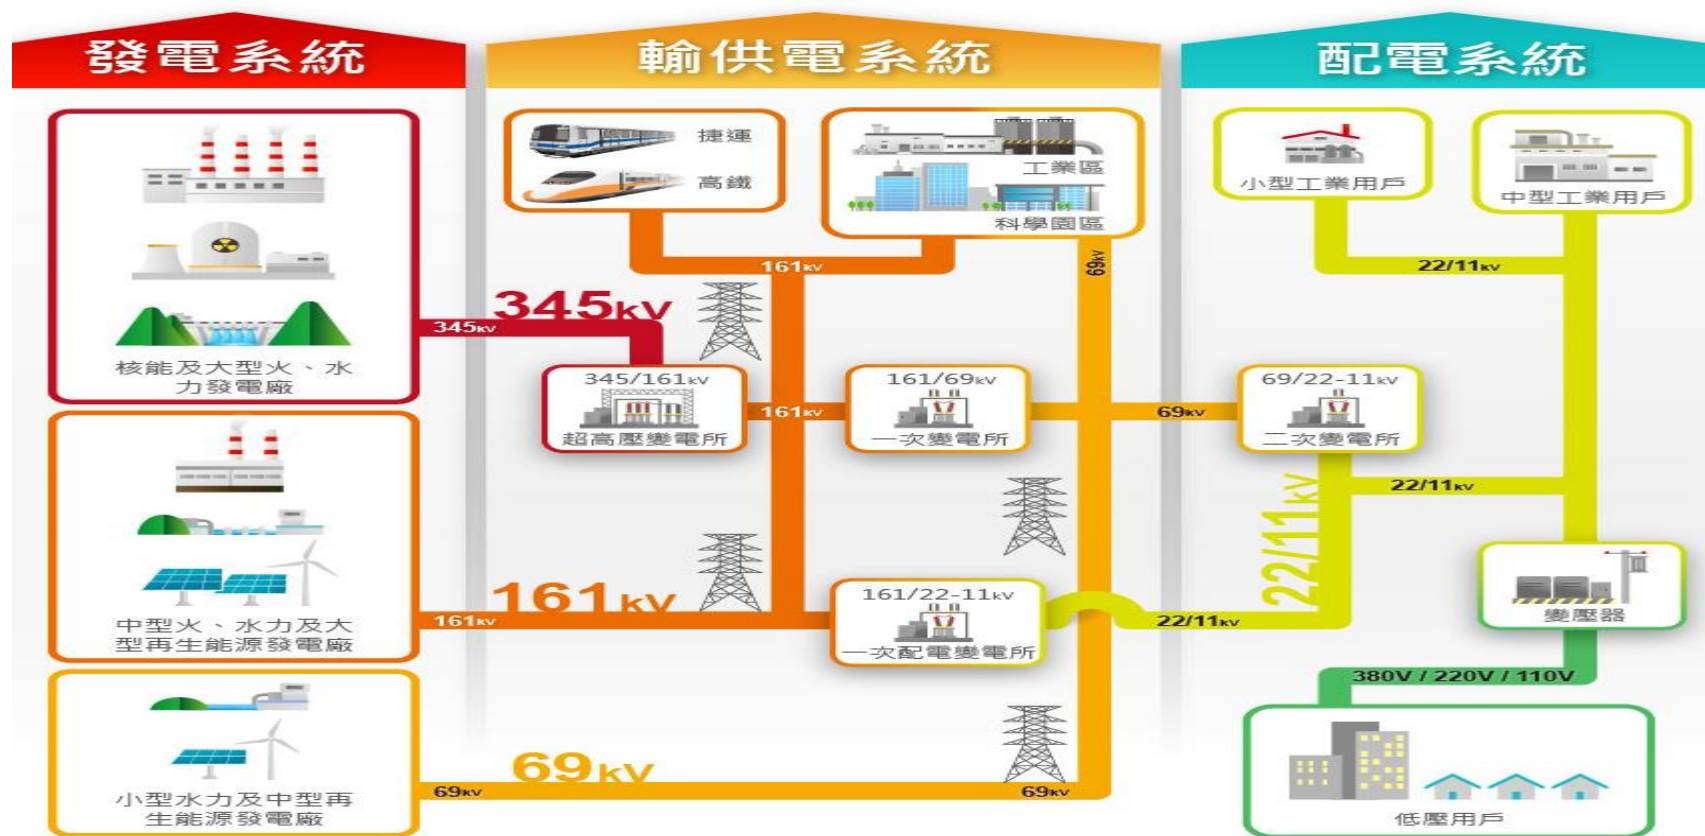 發電系統
輸供電系統
配電系統
捷運
高鐵
工業區
科學園區
小型工業用戶
中型工業用戶
161kV
69kV
22/11kV
345kV
345kV
核能及大型火、水
力發電廠
345/161kV
超高壓變電所
161kV
161/69kV
一次變電所
69kV
69/22-11kV
二次變電所
22/11kV
22/11kV
中型火、水力及大
型再生能源發電廠
161kV
161kV
161/22-11kV
一次配電變電所
22/11kV
變壓器
380V / 220V / 110V
小型水力及中型再
生能源發電廠
69kV
69kV
69kV
低壓用戶